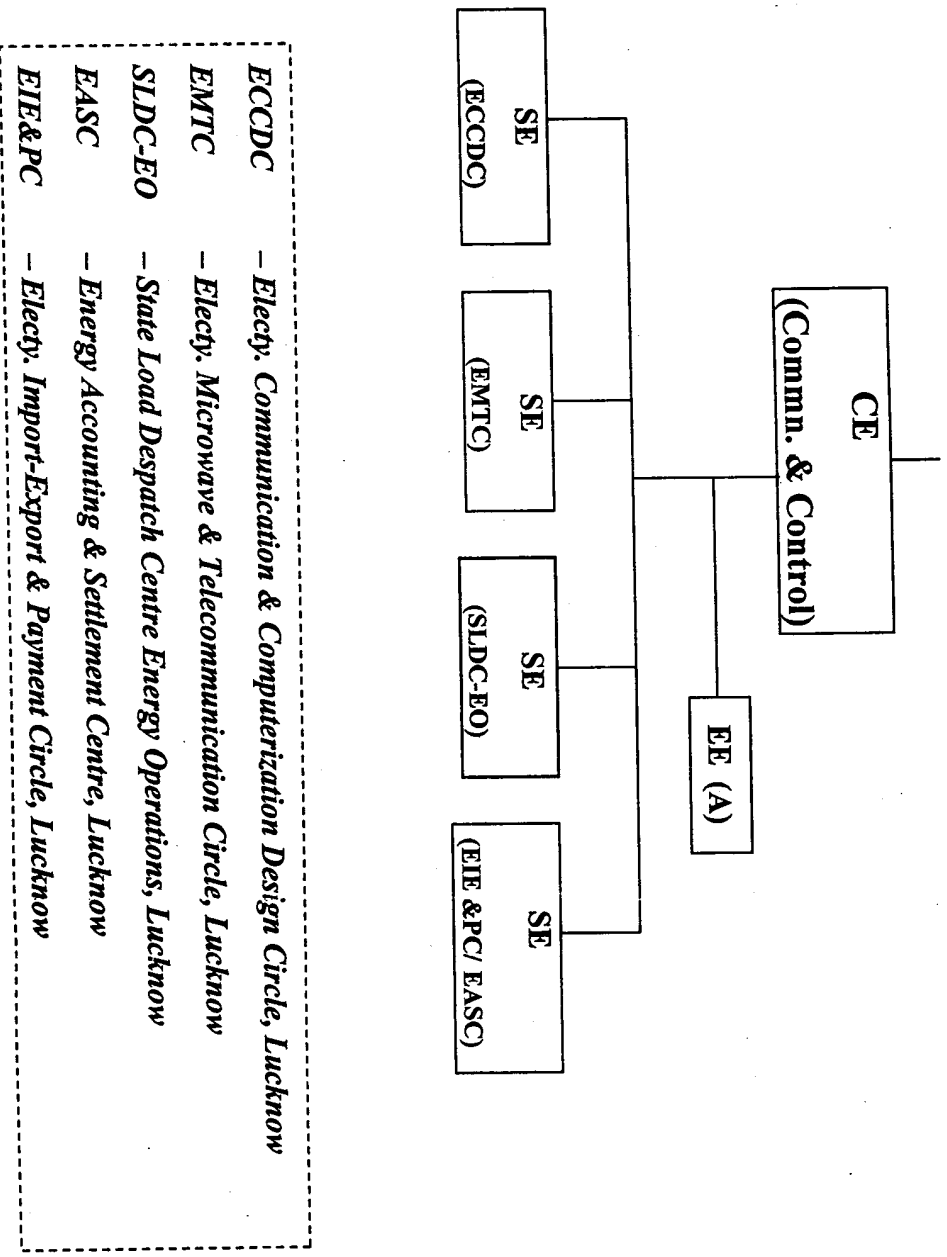 CE
(Commn. & Control)
EE (A)
SE
(ECCDC)
SE
(EMTC)
SE
(SLDC-EO)
SE
(EIE &PC/ EASC)
ECCDC – Electy. Communication & Computerization Design Circle, Lucknow
EMTC – Electy. Microwave & Telecommunication Circle, Lucknow
SLDC-EO – State Load Despatch Centre Energy Operations, Lucknow
EASC – Energy Accounting & Settlement Centre, Lucknow
EIE&PC – Electy. Import-Export & Payment Circle, Lucknow